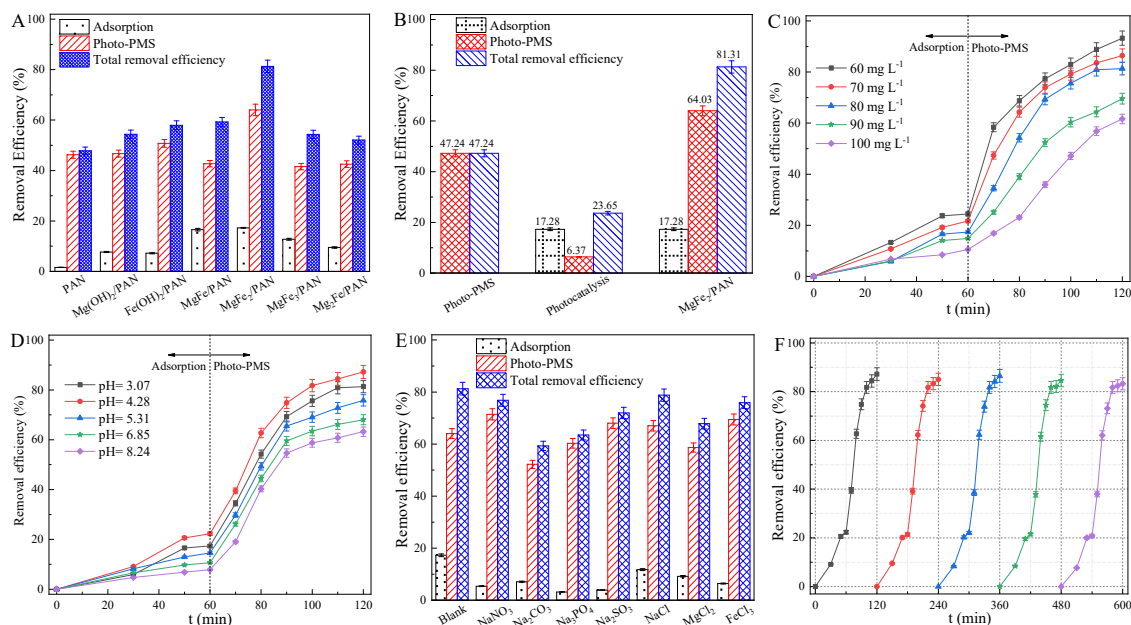 A
Adsorption
Photo-PMS
Total removal efficiency
Removal Efficiency (%)
100
80
60
40
20
0
PAN
Mg(OH)₂/PAN
Fe(OH)₂/PAN
MgFe/PAN
MgFe₂/PAN
MgFe₃/PAN
Mg₂Fe/PAN
B
Adsorption
Photo-PMS
Total removal efficiency
Removal Efficiency (%)
100
80
60
40
20
0
47.24 47.24
17.28
6.37
23.65
17.28
64.03
81.31
Photo-PMS
Photocatalysis
MgFe₂/PAN
C
Adsorption
Photo-PMS
60 mg L⁻¹
70 mg L⁻¹
80 mg L⁻¹
90 mg L⁻¹
100 mg L⁻¹
Removal efficiency (%)
100
80
60
40
20
0
0 20 40 60 80 100 120
t (min)
D
Adsorption
Photo-PMS
pH= 3.07
pH= 4.28
pH= 5.31
pH= 6.85
pH= 8.24
Removal efficiency (%)
100
80
60
40
20
0
0 20 40 60 80 100 120
t (min)
E
Adsorption
Photo-PMS
Total removal efficiency
Removal efficiency (%)
100
80
60
40
20
0
Blank
NaNO₃
Na₂CO₃
Na₃PO₄
Na₂SO₃
NaCl
MgCl₂
FeCl₃
F
Removal efficiency (%)
100
80
60
40
20
0
0 120 240 360 480 600
t (min)